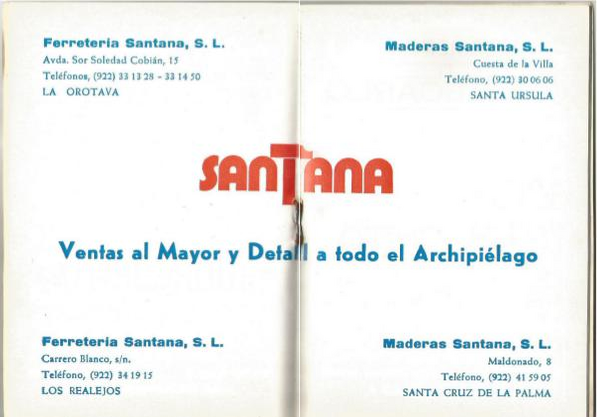 Ferretería Santana, S. L.
Avda. Sor Soledad Cobián, 15
Teléfonos, (922) 33 13 28 - 33 14 50
LA OROTAVA
Maderas Santana, S. L.
Cuesta de la Villa
Teléfono, (922) 30 06 06
SANTA URSULA
SANTANA
Ventas al Mayor y Detall a todo el Archipiélago
Ferretería Santana, S. L.
Carrero Blanco, s/n.
Teléfono, (922) 34 19 15
LOS REALEJOS
Maderas Santana, S. L.
Maldonado, 8
Teléfono, (922) 41 59 05
SANTA CRUZ DE LA PALMA